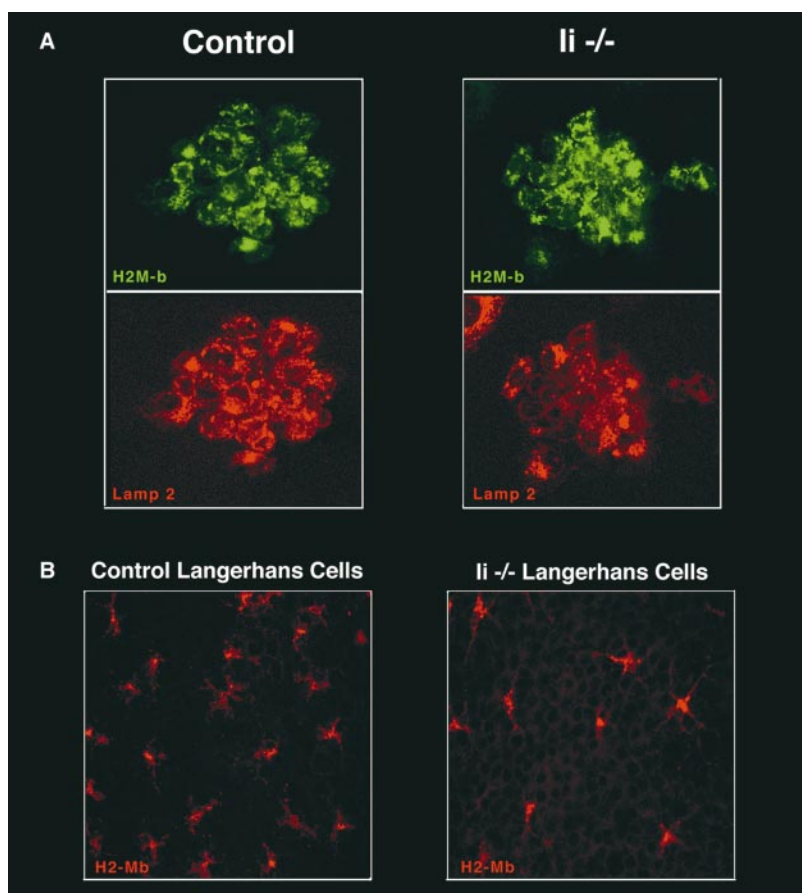 A
Control
Ii -/-
H2M-b
H2M-b
Lamp 2
Lamp 2
B
Control Langerhans Cells
Ii -/- Langerhans Cells
H2-Mb
H2-Mb